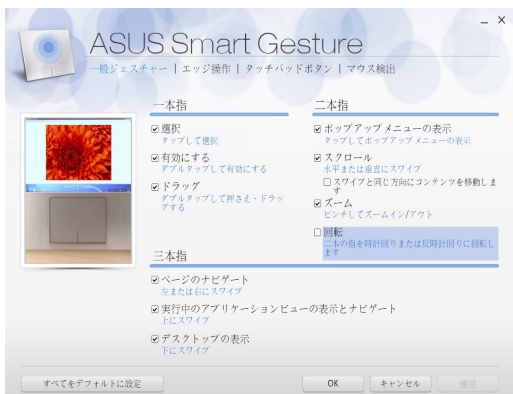 ASUS Smart Gesture
一般ジェスチャー | エッジ操作 | タッチパッドボタン | マウス検出
一本指
選択
タップして選択
有効にする
ダブルタップして有効にする
ドラッグ
ダブルタップして押さえ・ドラッ
グする
二本指
ポップアップメニューの表示
タップしてポップアップメニューの表示
スクロール
水平または垂直にスワイプ
スワイプと同じ方向にコンテンツを移動しま
す
ズーム
ピンチしてズームイン/アウト
回転
二本の指を時計回りまたは反時計回りに回転し
ます
三本指
ページのナビゲート
左または右にスワイプ
実行中のアプリケーションビューの表示とナビゲート
上にスワイプ
デスクトップの表示
下にスワイプ
すべてをデフォルトに設定
OK
キャンセル
適用